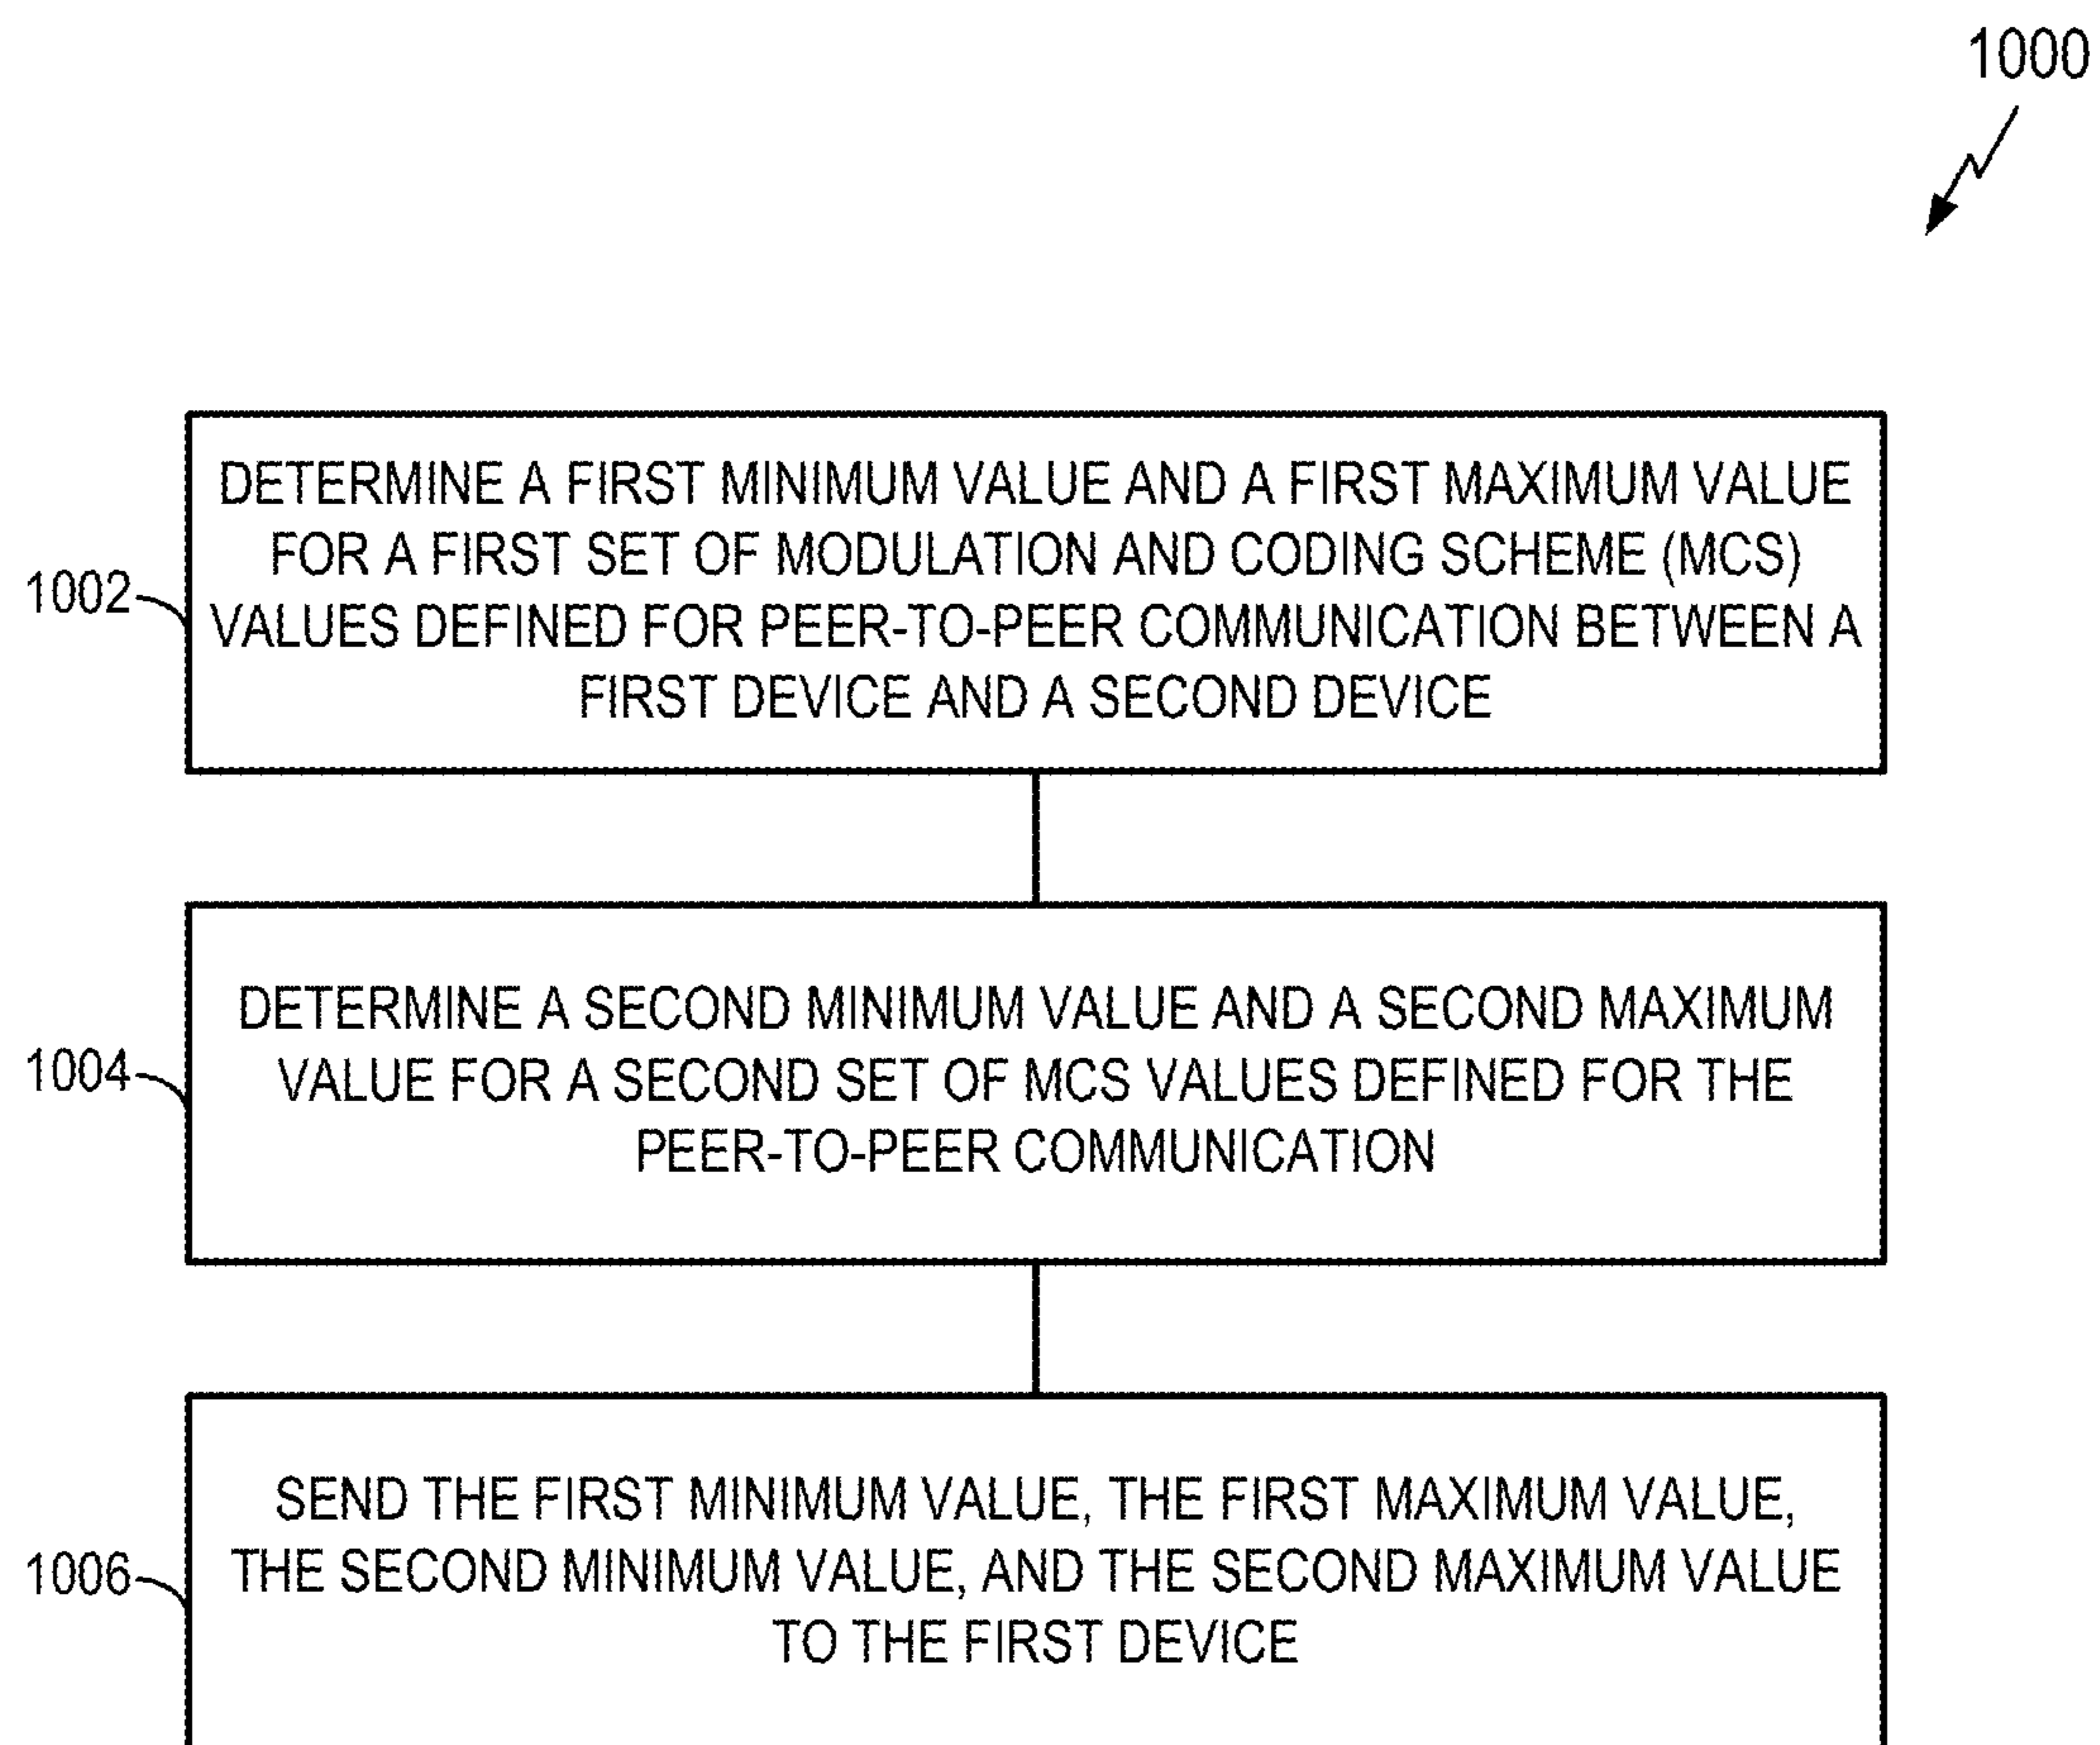 1000
DETERMINE A FIRST MINIMUM VALUE AND A FIRST MAXIMUM VALUE
FOR A FIRST SET OF MODULATION AND CODING SCHEME (MCS)
1002
VALUES DEFINED FOR PEER-TO-PEER COMMUNICATION BETWEEN A
FIRST DEVICE AND A SECOND DEVICE
DETERMINE A SECOND MINIMUM VALUE AND A SECOND MAXIMUM
1004
VALUE FOR A SECOND SET OF MCS VALUES DEFINED FOR THE
PEER-TO-PEER COMMUNICATION
SEND THE FIRST MINIMUM VALUE, THE FIRST MAXIMUM VALUE,
1006
THE SECOND MINIMUM VALUE, AND THE SECOND MAXIMUM VALUE
TO THE FIRST DEVICE